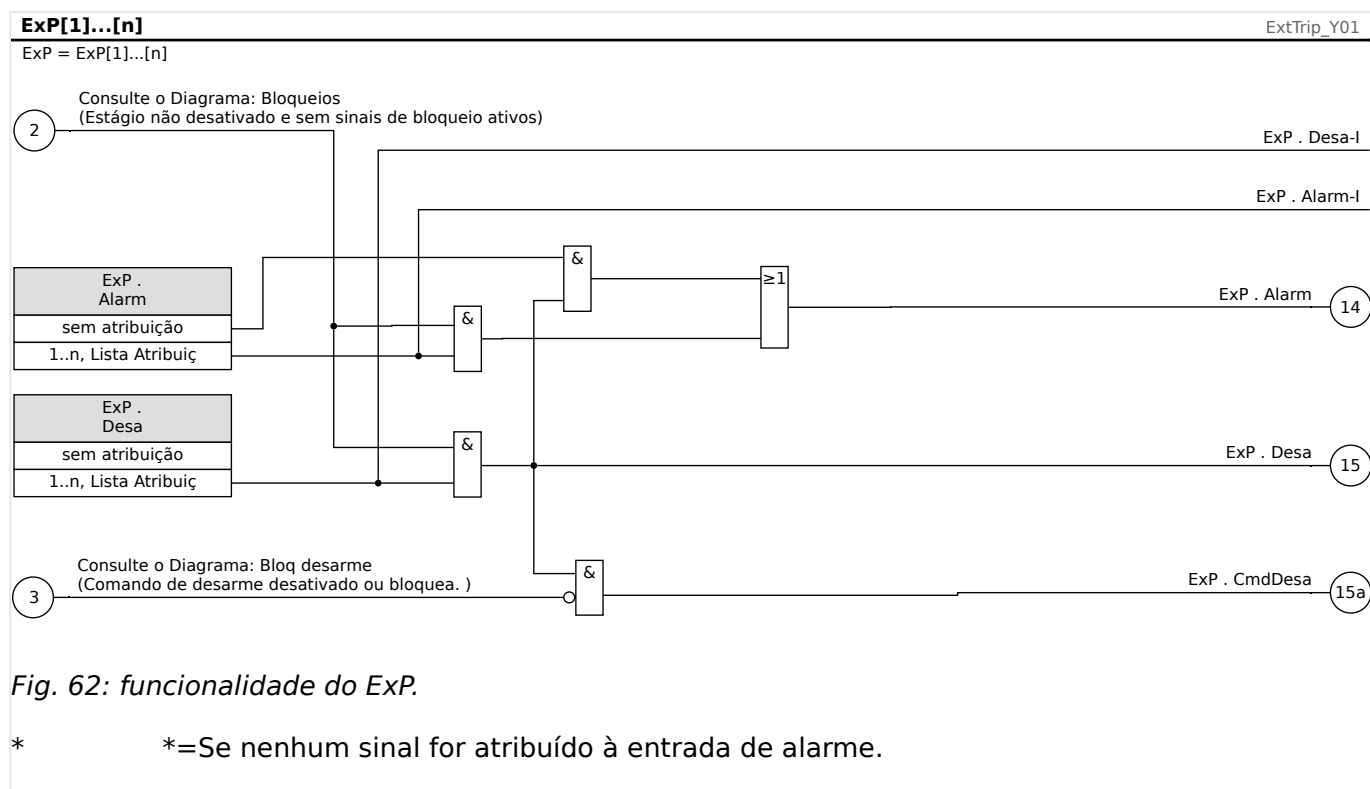 ExP[1]...[n] ExtTrip_Y01
ExP = ExP[1]...[n]
Consulte o Diagrama: Bloqueios
(Estágio não desativado e sem sinais de bloqueio ativos)
2
ExP . Desa-I
ExP . Alarm-I
&
ExP .
Alarm
≥1
sem atribuição
&
ExP . Alarm
14
1..n, Lista Atribuiç
ExP .
Desa
sem atribuição
&
ExP . Desa
15
1..n, Lista Atribuiç
Consulte o Diagrama: Bloq desarme
(Comando de desarme desativado ou bloquea. )
3
&
ExP . CmdDesa
15a
Fig. 62: funcionalidade do ExP.
* *=Se nenhum sinal for atribuído à entrada de alarme.